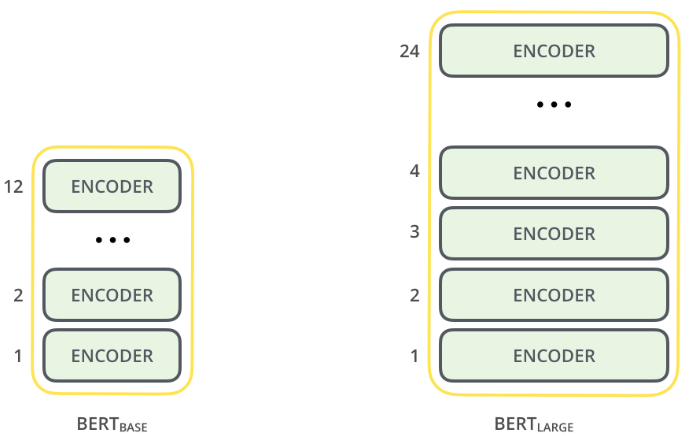 12 ENCODER
...
2 ENCODER
1 ENCODER
BERTBASE
24 ENCODER
...
4 ENCODER
3 ENCODER
2 ENCODER
1 ENCODER
BERTLARGE